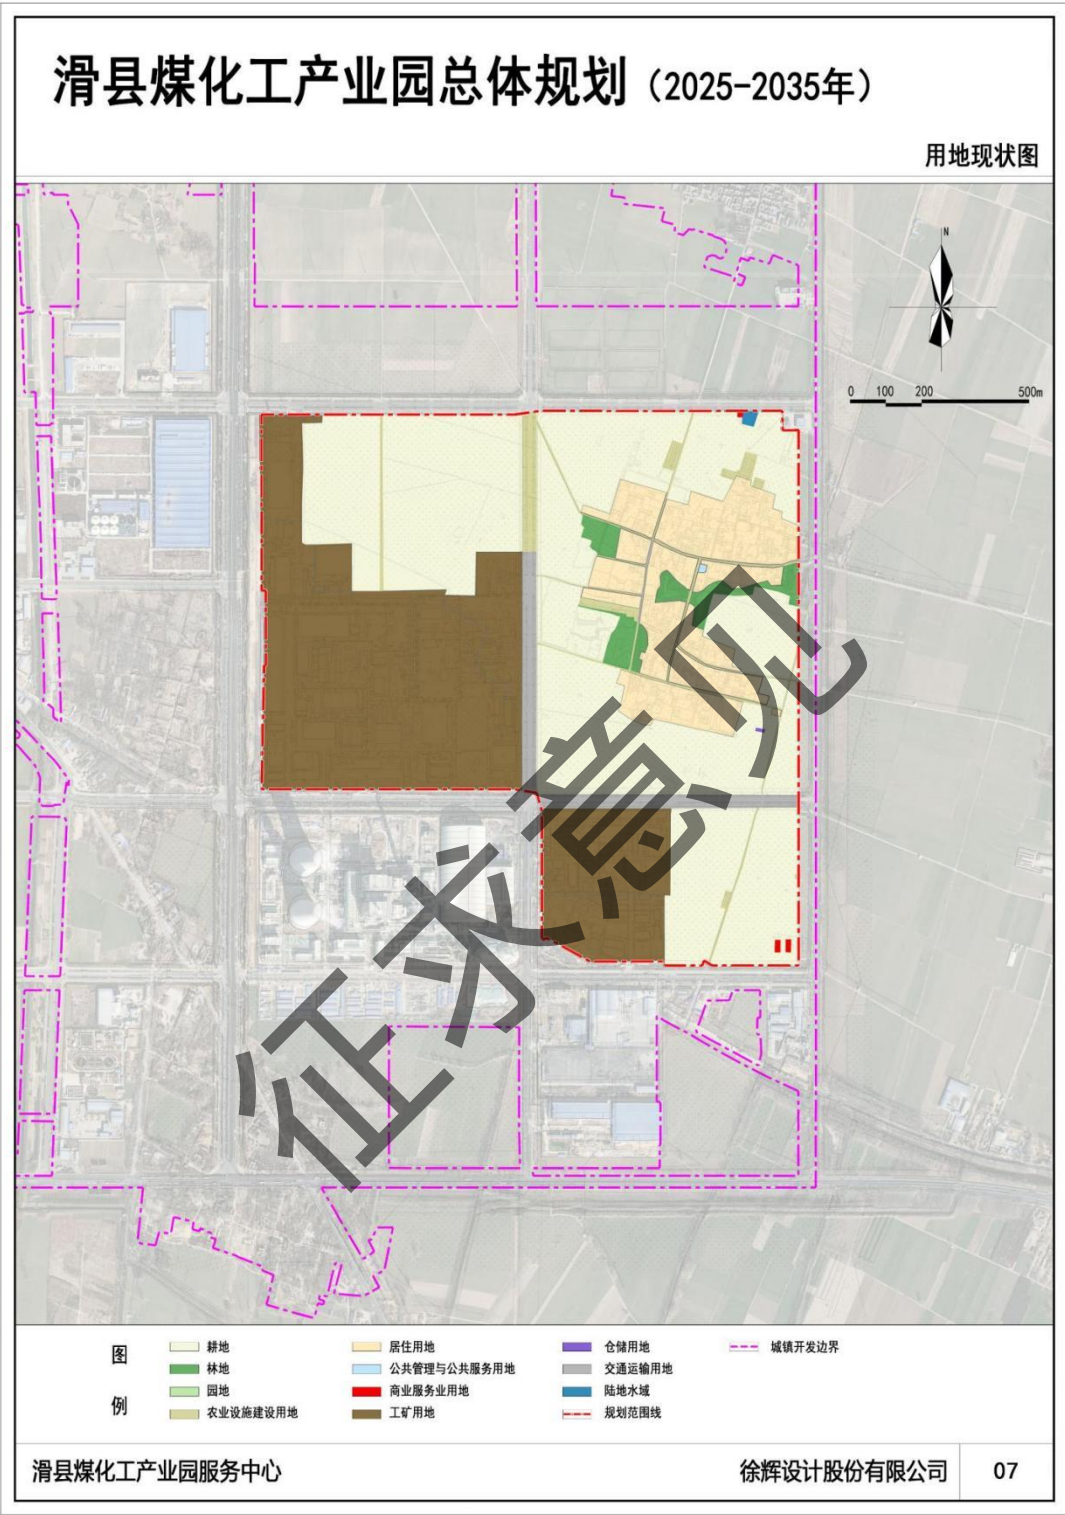 滑县煤化工产业园总体规划（2025-2035年）
用地现状图
N
0 100 200 500m
征求意见
图例
耕地
林地
园地
农业设施建设用地
居住用地
公共管理与公共服务用地
商业服务业用地
工矿用地
仓储用地
交通运输用地
陆地水域
规划范围线
城镇开发边界
滑县煤化工产业园服务中心
徐辉设计股份有限公司
07